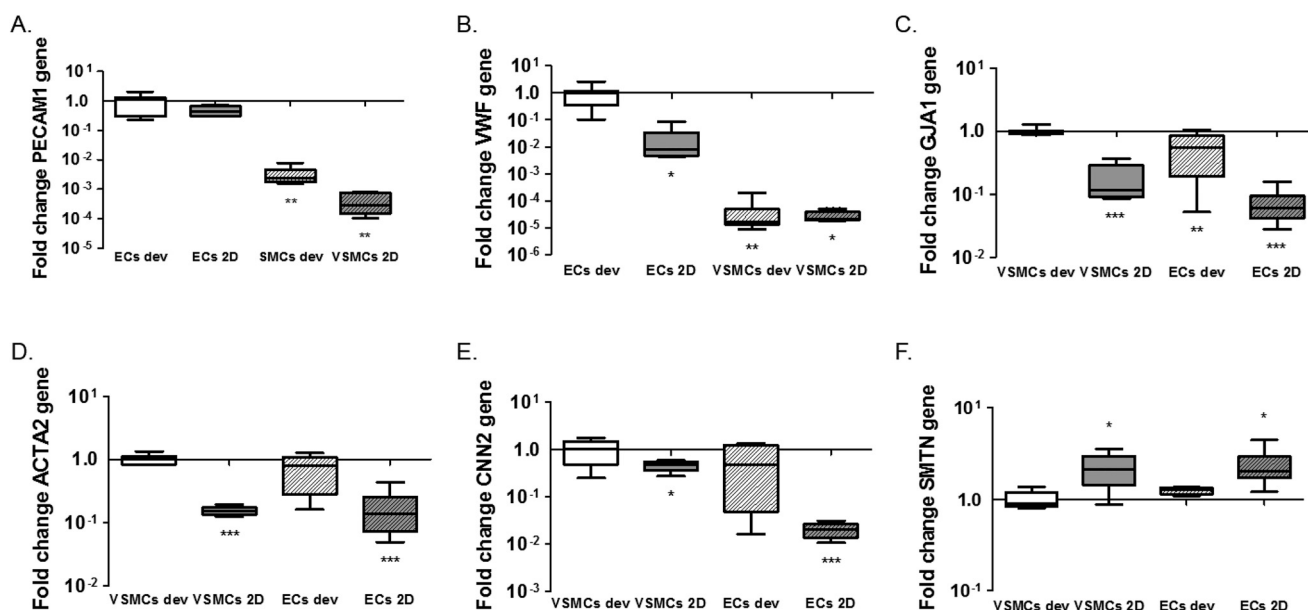 A.
Fold change PECAM1 gene
10¹
1.0
10⁻¹
10⁻²
10⁻³
10⁻⁴
10⁻⁵
**
**
ECs dev ECs 2D SMCs dev VSMCs 2D
B.
Fold change VWF gene
10¹
1.0
10⁻¹
10⁻²
10⁻³
10⁻⁴
10⁻⁵
10⁻⁶
*
***
** *
ECs dev ECs 2D VSMCs dev VSMCs 2D
C.
Fold change GJA1 gene
10¹
1.0
10⁻¹
10⁻²
*** ** ***
VSMCs dev VSMCs 2D ECs dev ECs 2D
D.
Fold change ACTA2 gene
10¹
1.0
10⁻¹
10⁻²
*** ***
VSMCs dev VSMCs 2D ECs dev ECs 2D
E.
Fold change CNN2 gene
10¹
1.0
10⁻¹
10⁻²
10⁻³
* ***
VSMCs dev VSMCs 2D ECs dev ECs 2D
F.
Fold change SMTN gene
10¹
1.0
10⁻¹
* *
VSMCs dev VSMCs 2D ECs dev ECs 2D